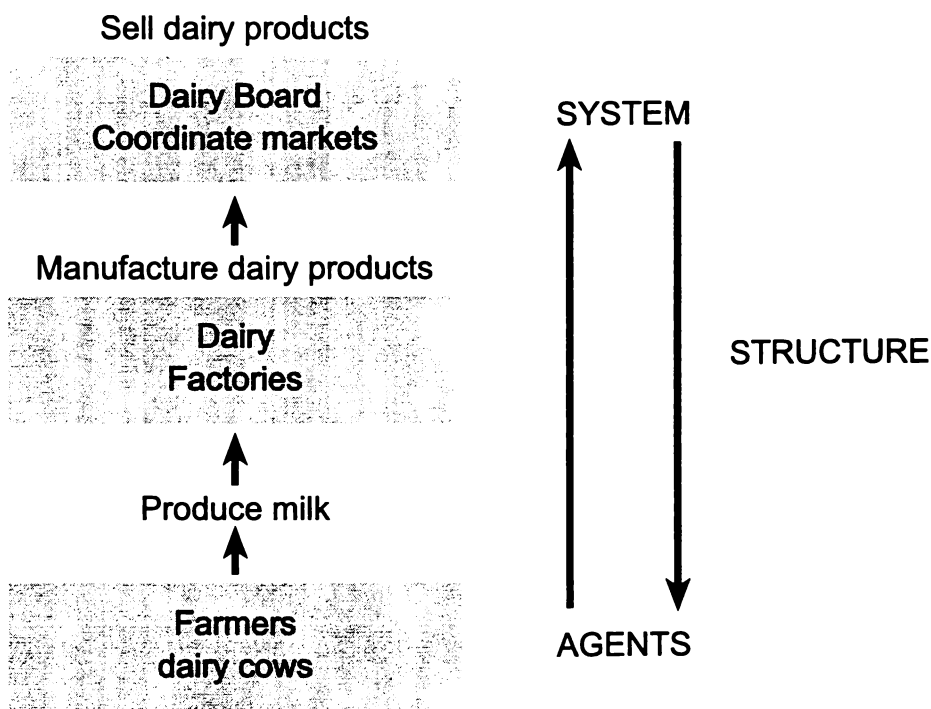 Sell dairy products
Dairy Board
Coordinate markets
Manufacture dairy products
Dairy
Factories
Produce milk
Farmers
dairy cows
SYSTEM
STRUCTURE
AGENTS